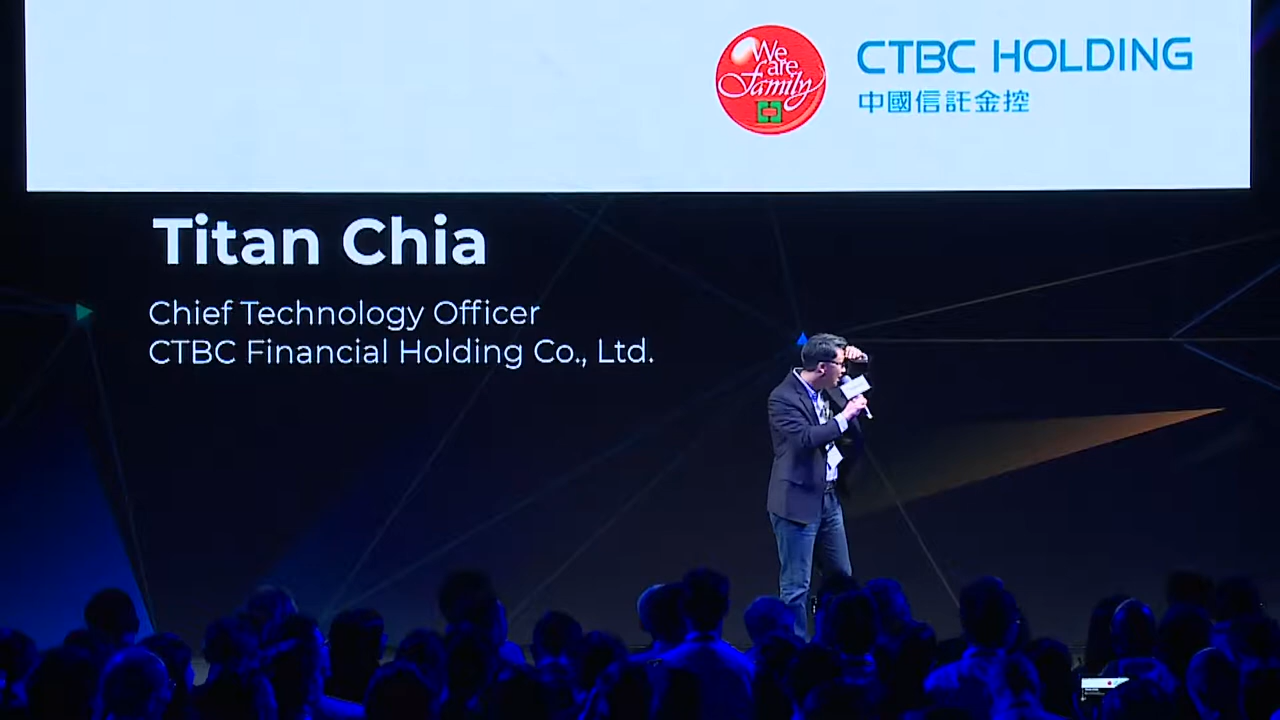 We
are
Family
CTBC HOLDING
中國信託金控
Titan Chia
Chief Technology Officer
CTBC Financial Holding Co., Ltd.